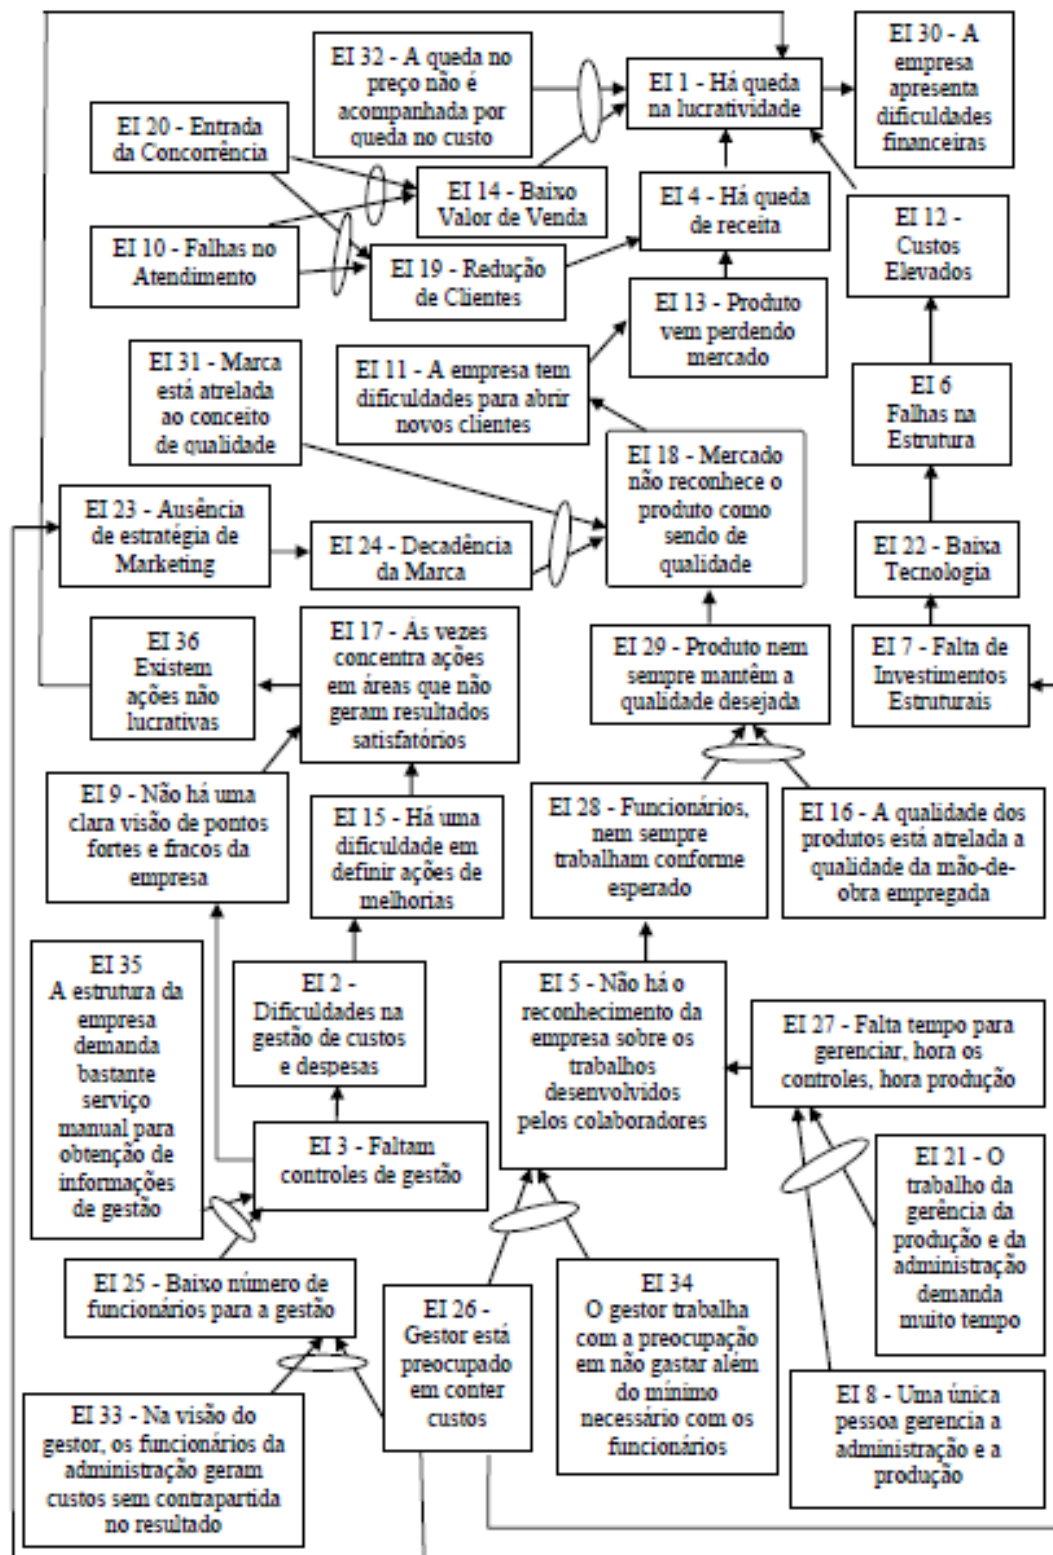 EI 32 - A queda no
preço não é
acompanhada por
queda no custo
EI 1 - Há queda
na lucratividade
EI 30 - A
empresa
apresenta
dificuldades
financeiras
EI 20 - Entrada
da Concorrência
EI 14 - Baixo
Valor de Venda
EI 4 - Há queda
de receita
EI 12 -
Custos
Elevados
EI 10 - Falhas no
Atendimento
EI 19 - Redução
de Clientes
EI 13 - Produto
vem perdendo
mercado
EI 31 - Marca
está atrelada
ao conceito
de qualidade
EI 11 - A empresa tem
dificuldades para abrir
novos clientes
EI 6
Falhas na
Estrutura
EI 18 - Mercado
não reconhece o
produto como
sendo de
qualidade
EI 23 - Ausência
de estratégia de
Marketing
EI 24 - Decadência
da Marca
EI 22 - Baixa
Tecnologia
EI 36
Existem
ações não
lucrativas
EI 17 - Às vezes
concentra ações
em áreas que não
geram resultados
satisfatórios
EI 29 - Produto nem
sempre mantêm a
qualidade desejada
EI 7 - Falta de
Investimentos
Estruturais
EI 9 - Não há uma
clara visão de pontos
fortes e fracos da
empresa
EI 15 - Há uma
dificuldade em
definir ações de
melhorias
EI 28 - Funcionários,
nem sempre
trabalham conforme
esperado
EI 16 - A qualidade dos
produtos está atrelada a
qualidade da mão-de-
obra empregada
EI 35
A estrutura da
empresa
demanda
bastante
serviço
manual para
obtenção de
informações
de gestão
EI 2 -
Dificuldades na
gestão de custos
e despesas
EI 5 - Não há o
reconhecimento da
empresa sobre os
trabalhos
desenvolvidos
pelos colaboradores
EI 27 - Falta tempo para
gerenciar, hora os
controles, hora produção
EI 3 - Faltam
controles de gestão
EI 21 - O
trabalho da
gerência da
produção e da
administração
demanda
muito tempo
EI 25 - Baixo número de
funcionários para a gestão
EI 26 -
Gestor está
preocupado
em conter
custos
EI 34
O gestor trabalha
com a preocupação
em não gastar além
do mínimo
necessário com os
funcionários
EI 8 - Uma única
pessoa gerencia a
administração e a
produção
EI 33 - Na visão do
gestor, os funcionários da
administração geram
custos sem contrapartida
no resultado